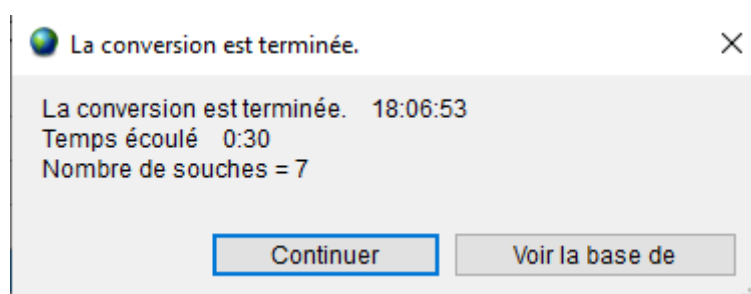 La conversion est terminée.
La conversion est terminée. 18:06:53
Temps écoulé 0:30
Nombre de souches = 7
Continuer
Voir la base de